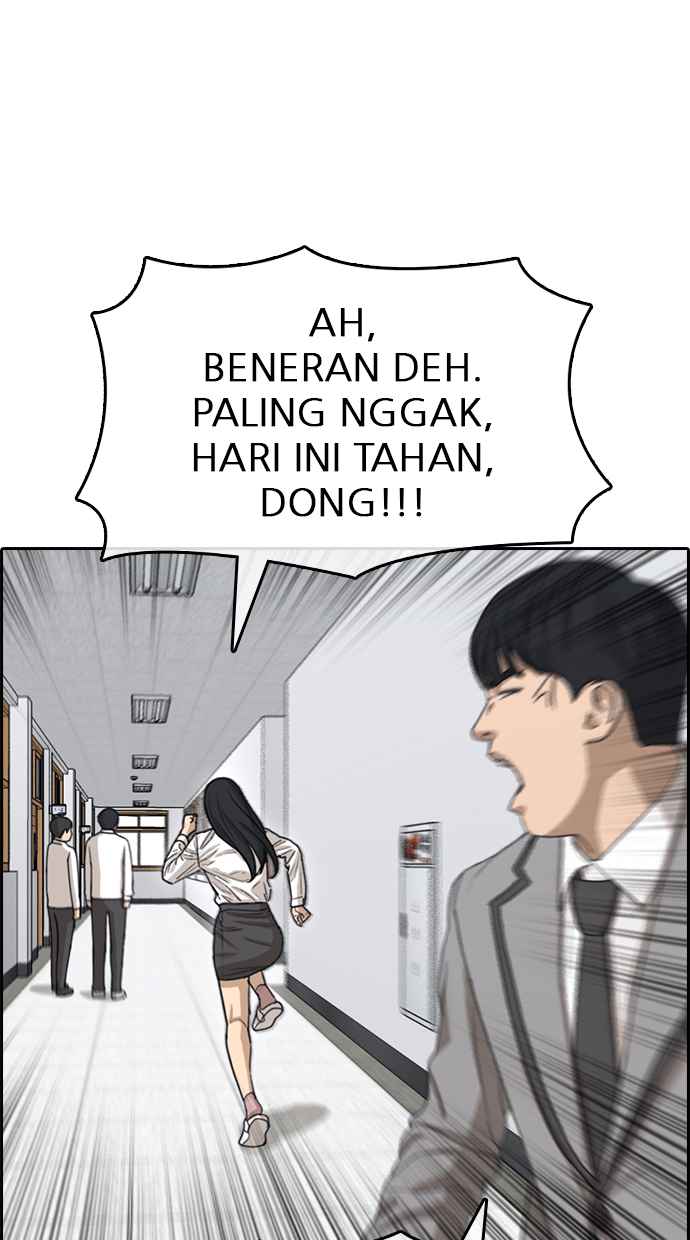 AH,
BENERAN DEH.
PALING NGGAK,
HARI INI TAHAN,
DONG!!!